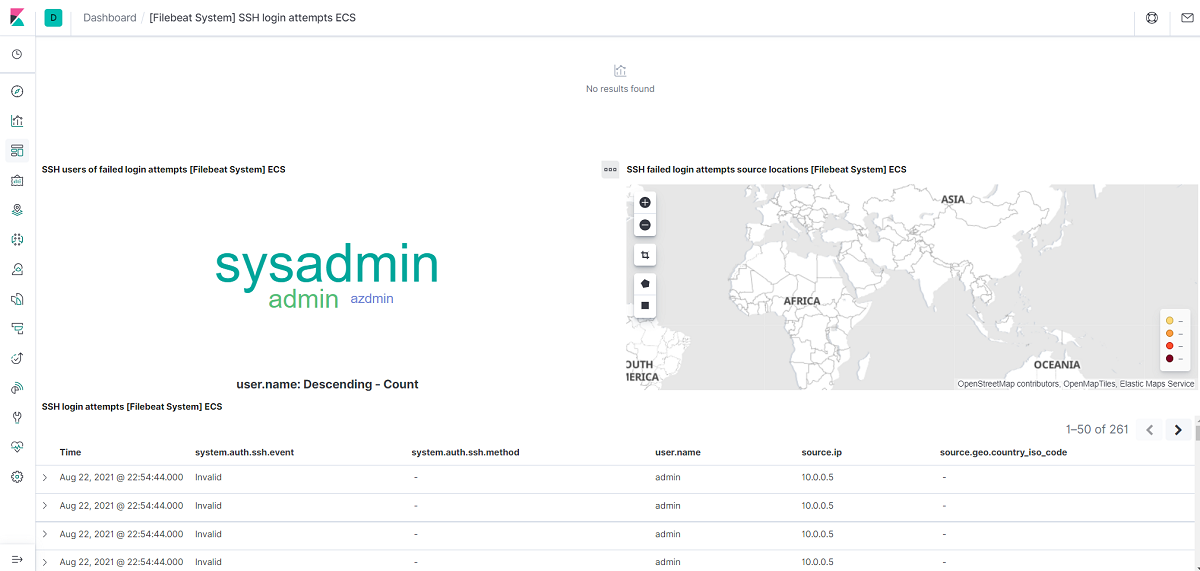 D Dashboard / [Filebeat System] SSH login attempts ECS
No results found
SSH users of failed login attempts [Filebeat System] ECS
sysadmin
admin azdmin
user.name: Descending - Count
SSH failed login attempts source locations [Filebeat System] ECS
ASIA
AFRICA
OUTH
MERICA
OCEANIA
OpenStreetMap contributors, OpenMapTiles, Elastic Maps Service
SSH login attempts [Filebeat System] ECS
1–50 of 261
Time system.auth.ssh.event system.auth.ssh.method user.name source.ip source.geo.country_iso_code
Aug 22, 2021 @ 22:54:44.000 Invalid - admin 10.0.0.5 -
Aug 22, 2021 @ 22:54:44.000 Invalid - admin 10.0.0.5 -
Aug 22, 2021 @ 22:54:44.000 Invalid - admin 10.0.0.5 -
Aug 22, 2021 @ 22:54:44.000 Invalid - admin 10.0.0.5 -